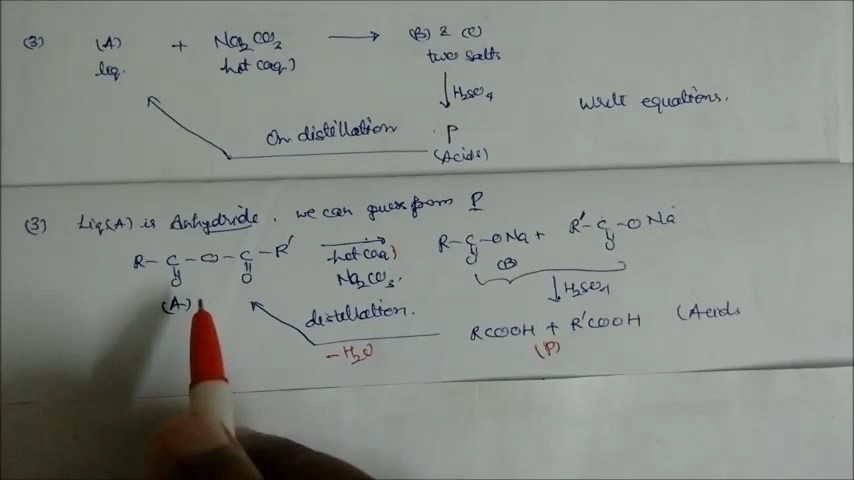 (3) (A) + Na2CO3 → (B) & (C)
liq. hot (aq) two salts
↓ H2SO4
On distillation P write equations.
(Acids)
(3) Liq(A) is Anhydride. we can guess from P
R-C-O-C-R' → R-C-ONa + R'-C-ONa
O O hot (aq) O O
(A) Na2CO3 (B)
↓ H2SO4
distillation. RCOOH + R'COOH (Acids
-H2O (P)